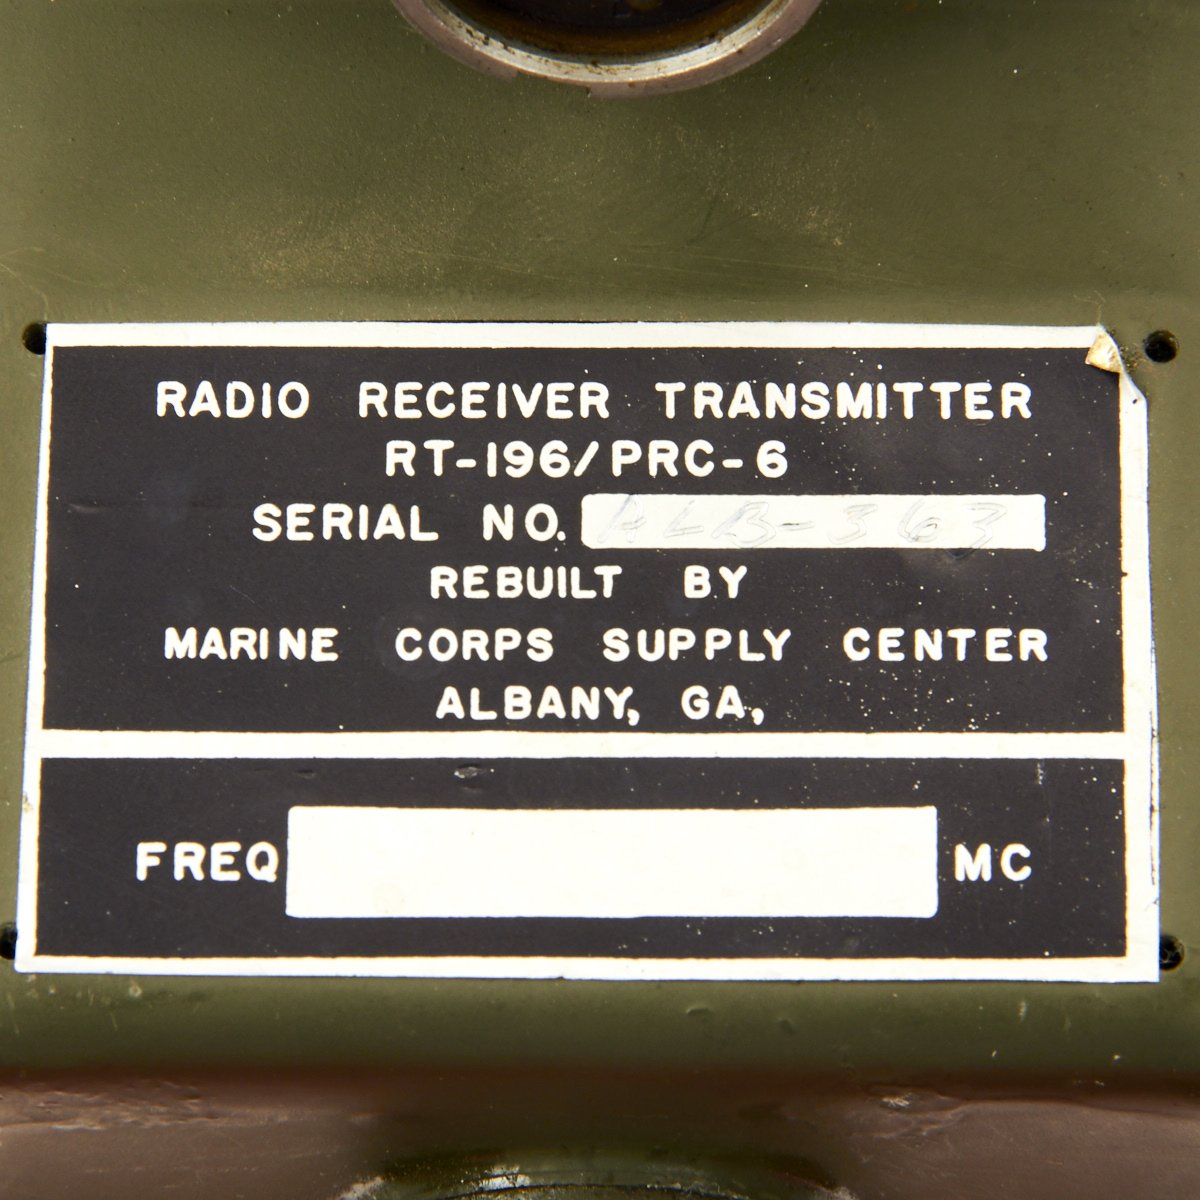 RADIO RECEIVER TRANSMITTER
RT-196/PRC-6
SERIAL NO. ALB-363
REBUILT BY
MARINE CORPS SUPPLY CENTER
ALBANY, GA,
FREQ MC